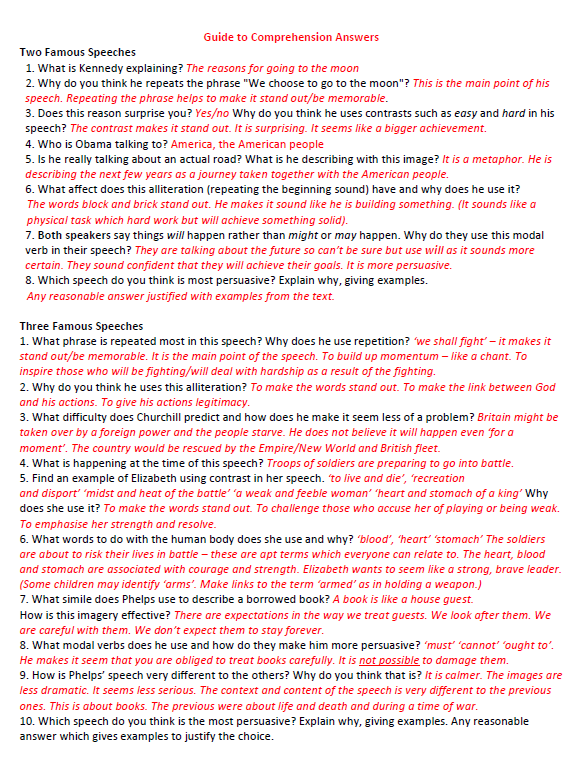 Guide to Comprehension Answers
Two Famous Speeches
1. What is Kennedy explaining? The reasons for going to the moon
2. Why do you think he repeats the phrase "We choose to go to the moon"? This is the main point of his
speech. Repeating the phrase helps to make it stand out/be memorable.
3. Does this reason surprise you? Yes/no Why do you think he uses contrasts such as easy and hard in his
speech? The contrast makes it stand out. It is surprising. It seems like a bigger achievement.
4. Who is Obama talking to? America, the American people
5. Is he really talking about an actual road? What is he describing with this image? It is a metaphor. He is
describing the next few years as a journey taken together with the American people.
6. What affect does this alliteration (repeating the beginning sound) have and why does he use it?
The words block and brick stand out. He makes it sound like he is building something. (It sounds like a
physical task which hard work but will achieve something solid).
7. Both speakers say things will happen rather than might or may happen. Why do they use this modal
verb in their speech? They are talking about the future so can't be sure but use will as it sounds more
certain. They sound confident that they will achieve their goals. It is more persuasive.
8. Which speech do you think is most persuasive? Explain why, giving examples.
Any reasonable answer justified with examples from the text.
Three Famous Speeches
1. What phrase is repeated most in this speech? Why does he use repetition? 'we shall fight' – it makes it
stand out/be memorable. It is the main point of the speech. To build up momentum – like a chant. To
inspire those who will be fighting/will deal with hardship as a result of the fighting.
2. Why do you think he uses this alliteration? To make the words stand out. To make the link between God
and his actions. To give his actions legitimacy.
3. What difficulty does Churchill predict and how does he make it seem less of a problem? Britain might be
taken over by a foreign power and the people starve. He does not believe it will happen even 'for a
moment'. The country would be rescued by the Empire/New World and British fleet.
4. What is happening at the time of this speech? Troops of soldiers are preparing to go into battle.
5. Find an example of Elizabeth using contrast in her speech. 'to live and die', 'recreation
and disport' 'midst and heat of the battle' 'a weak and feeble woman' 'heart and stomach of a king' Why
does she use it? To make the words stand out. To challenge those who accuse her of playing or being weak.
To emphasise her strength and resolve.
6. What words to do with the human body does she use and why? 'blood', 'heart' 'stomach' The soldiers
are about to risk their lives in battle – these are apt terms which everyone can relate to. The heart, blood
and stomach are associated with courage and strength. Elizabeth wants to seem like a strong, brave leader.
(Some children may identify 'arms'. Make links to the term 'armed' as in holding a weapon.)
7. What simile does Phelps use to describe a borrowed book? A book is like a house guest.
How is this imagery effective? There are expectations in the way we treat guests. We look after them. We
are careful with them. We don't expect them to stay forever.
8. What modal verbs does he use and how do they make him more persuasive? 'must' 'cannot' 'ought to'.
He makes it seem that you are obliged to treat books carefully. It is not possible to damage them.
9. How is Phelps' speech very different to the others? Why do you think that is? It is calmer. The images are
less dramatic. It seems less serious. The context and content of the speech is very different to the previous
ones. This is about books. The previous were about life and death and during a time of war.
10. Which speech do you think is the most persuasive? Explain why, giving examples. Any reasonable
answer which gives examples to justify the choice.